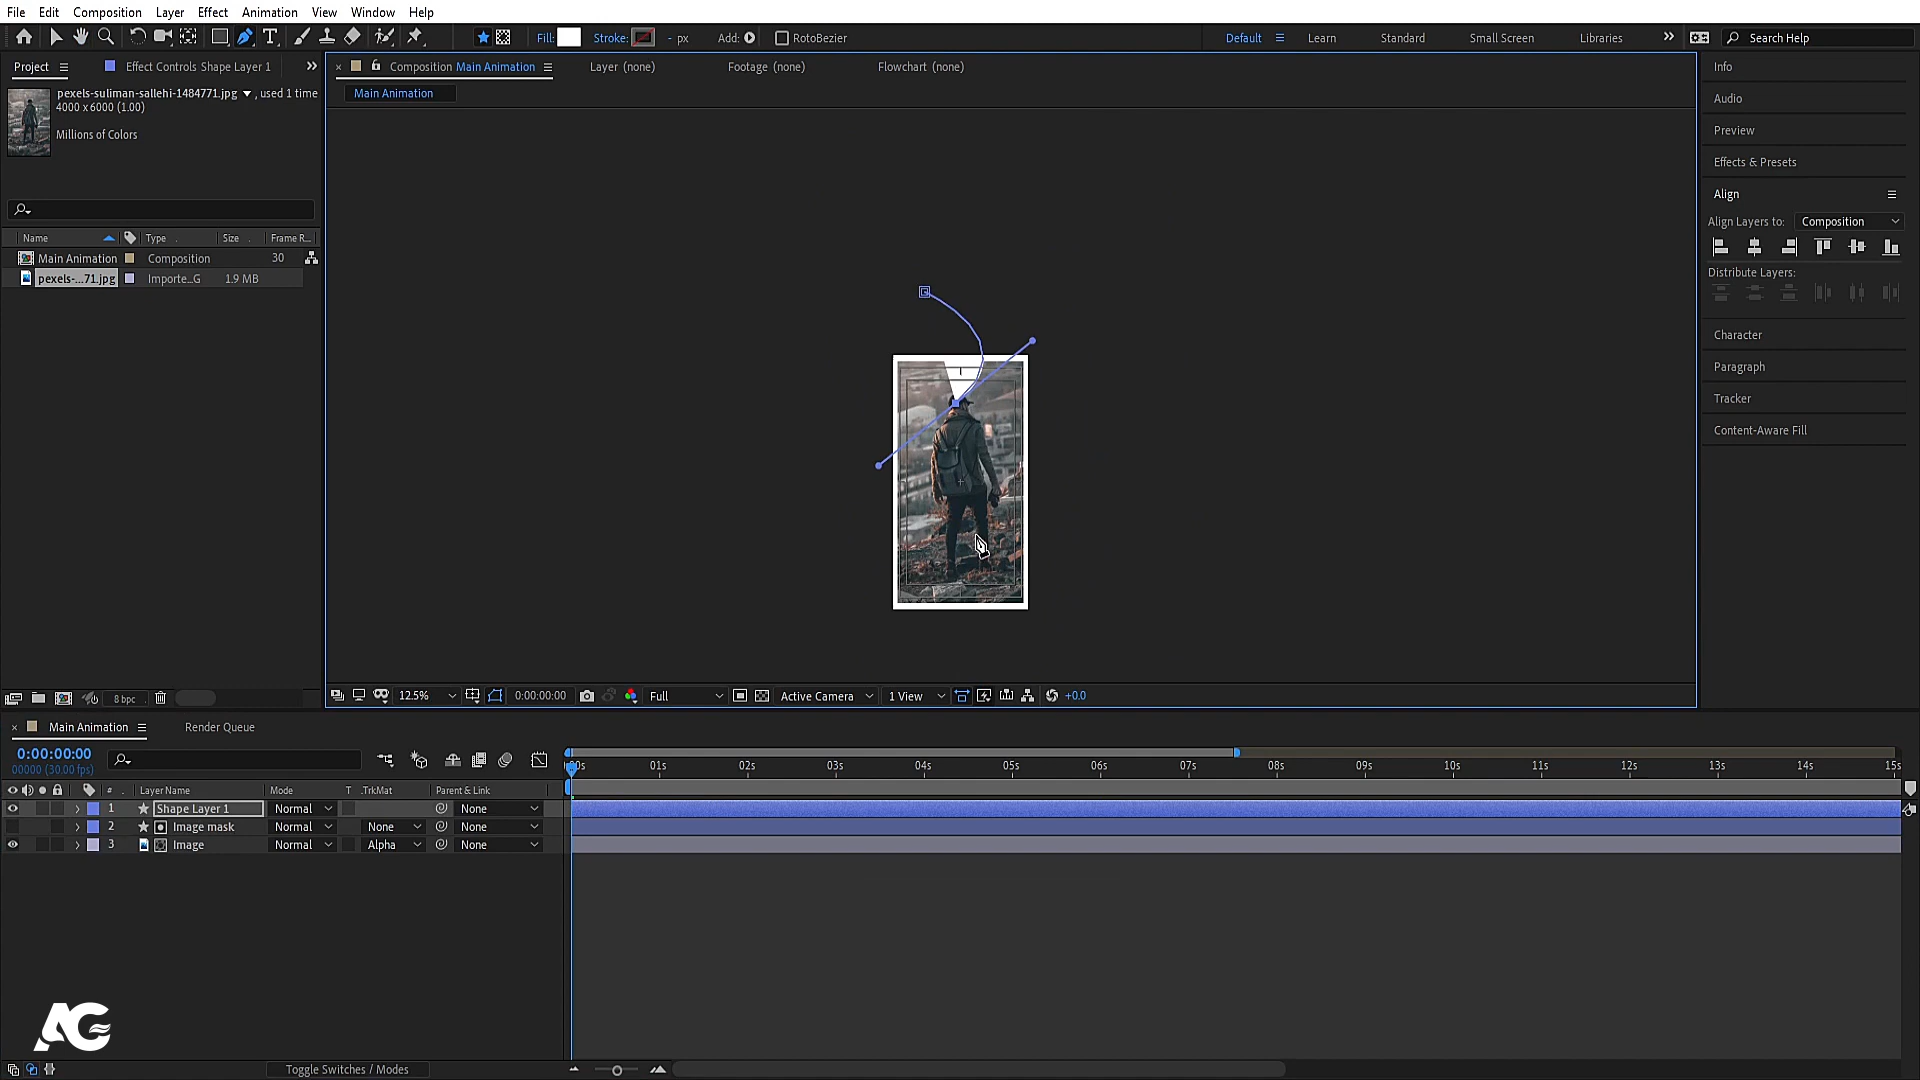 File Edit Composition Layer Effect Animation View Window Help
Fill: Stroke: - px Add: RotoBezier Default Learn Standard Small Screen Libraries Search Help
Project Effect Controls Shape Layer 1 Composition Main Animation Layer (none) Footage (none) Flowchart (none) Info
pexels-suliman-sallehi-1484771.jpg , used 1 time Main Animation
4000 x 6000 (1.00) Audio
Millions of Colors Preview
Effects & Presets
Align
Align Layers to: Composition
Name Type Size Frame R...
Main Animation Composition 30
pexels-...71.jpg Importe...G 1.9 MB Distribute Layers:
Character
Paragraph
Tracker
Content-Aware Fill
8 bpc 12.5% 0:00:00:00 Full Active Camera 1 View +0.0
Main Animation Render Queue
0:00:00:00
00000 (30.00 fps) :00s 01s 02s 03s 04s 05s 06s 07s 08s 09s 10s 11s 12s 13s 14s 15s
# Layer Name Mode T .TrkMat Parent & Link
1 Shape Layer 1 Normal None
2 Image mask Normal None None
3 Image Normal Alpha None
AG
Toggle Switches / Modes